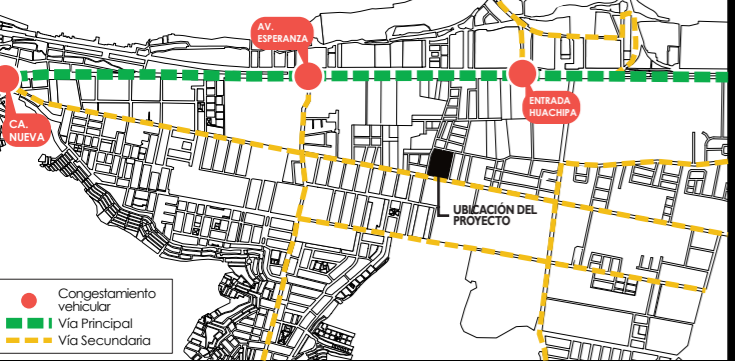 AV.
ESPERANZA
CA.
NUEVA
ENTRADA
HUACHIPA
UBICACIÓN DEL
PROYECTO
Congestamiento
vehicular
Vía Principal
Vía Secundaria